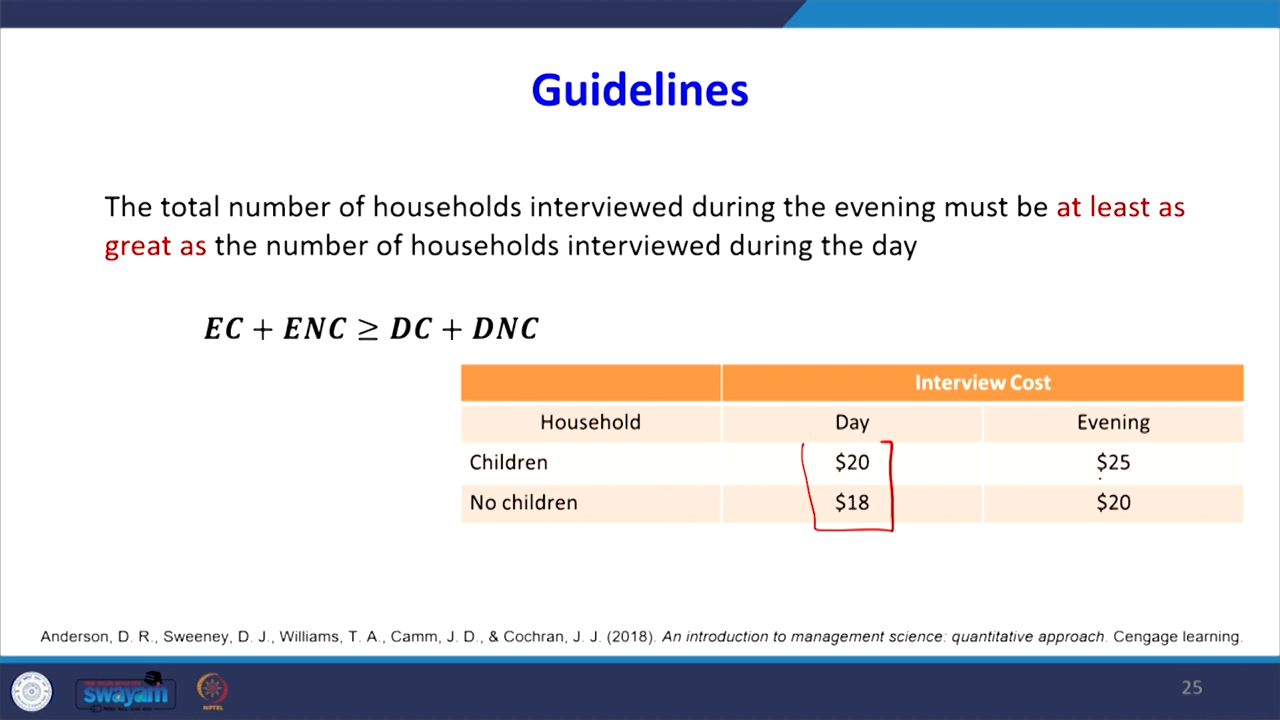 Guidelines
The total number of households interviewed during the evening must be at least as
great as the number of households interviewed during the day
EC + ENC ≥ DC + DNC
Interview Cost
Household Day Evening
Children $20 $25
No children $18 $20
Anderson, D. R., Sweeney, D. J., Williams, T. A., Camm, J. D., & Cochran, J. J. (2018). An introduction to management science: quantitative approach. Cengage learning.
swayam
NPTEL
25